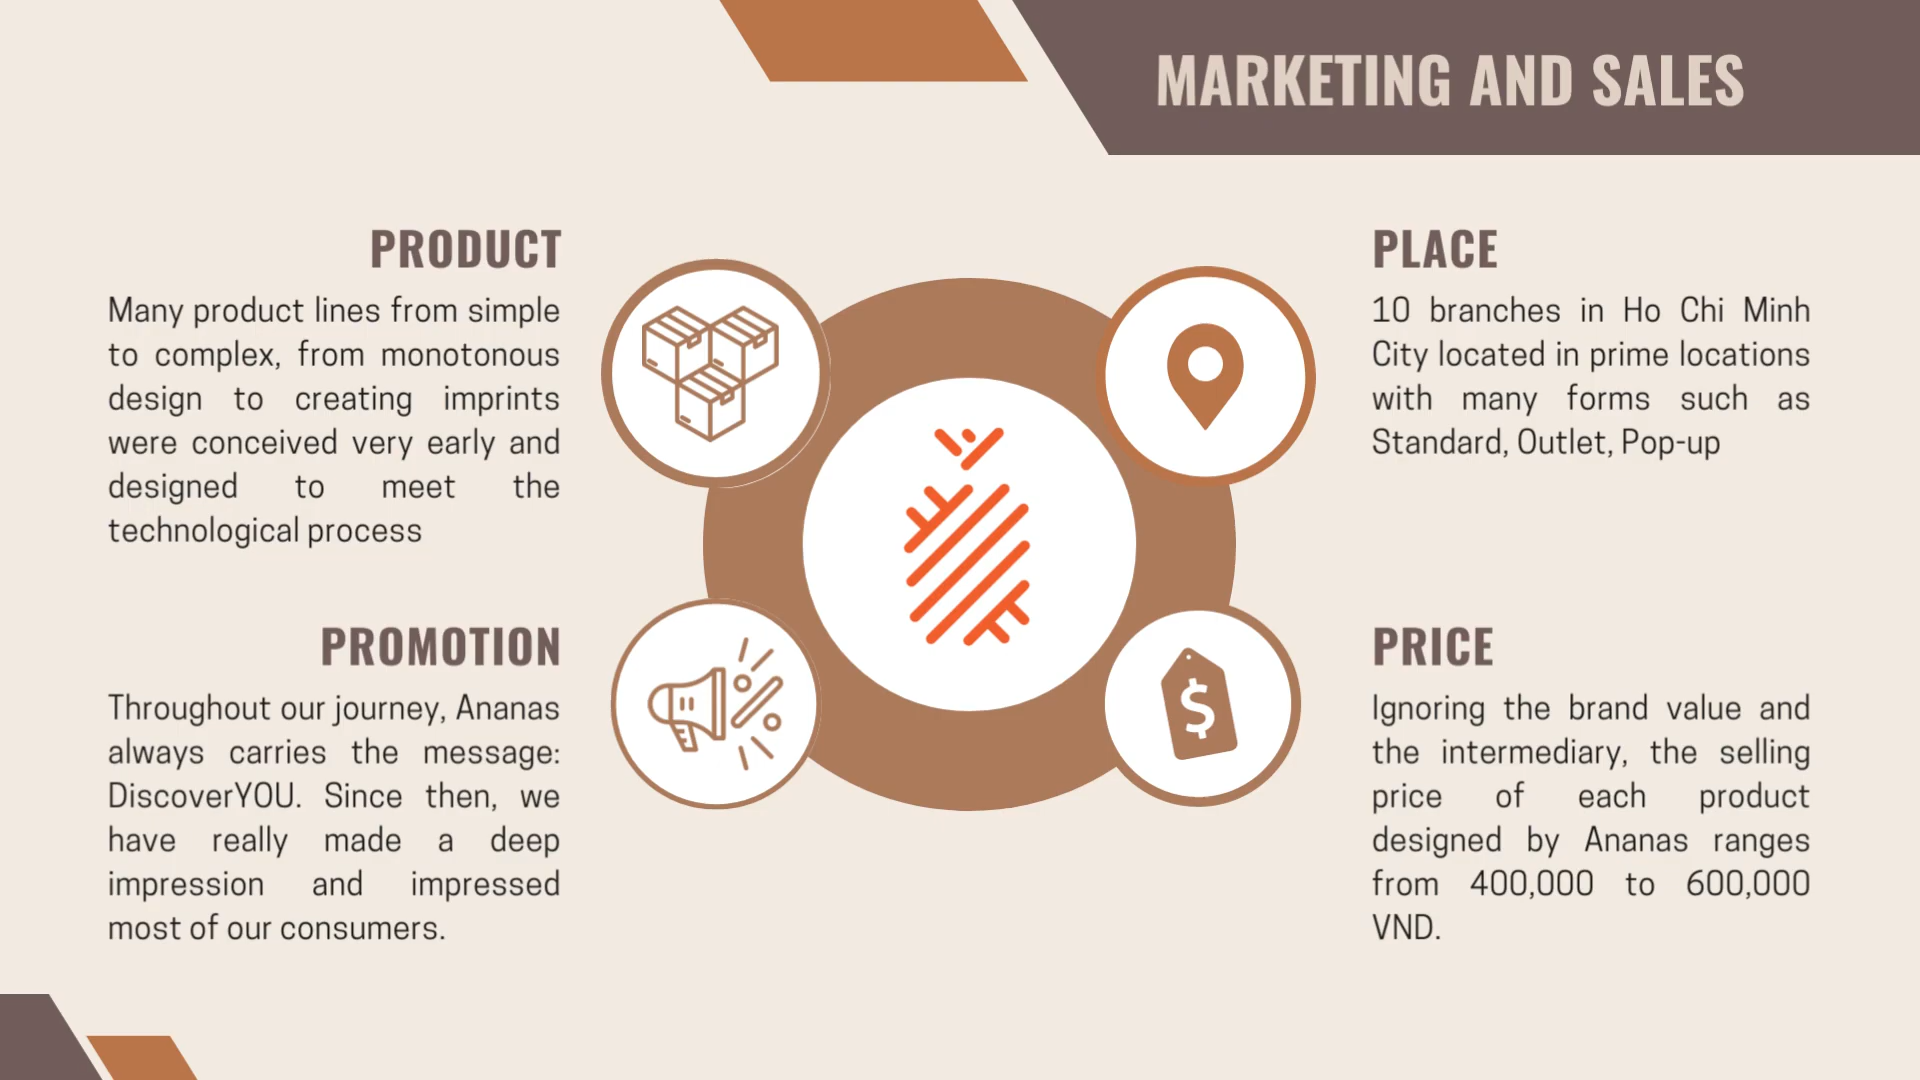 MARKETING AND SALES
PRODUCT
Many product lines from simple
to complex, from monotonous
design to creating imprints
were conceived very early and
designed to meet the
technological process
PROMOTION
Throughout our journey, Ananas
always carries the message:
DiscoverYOU. Since then, we
have really made a deep
impression and impressed
most of our consumers.
PLACE
10 branches in Ho Chi Minh
City located in prime locations
with many forms such as
Standard, Outlet, Pop-up
PRICE
Ignoring the brand value and
the intermediary, the selling
price of each product
designed by Ananas ranges
from 400,000 to 600,000
VND.
$